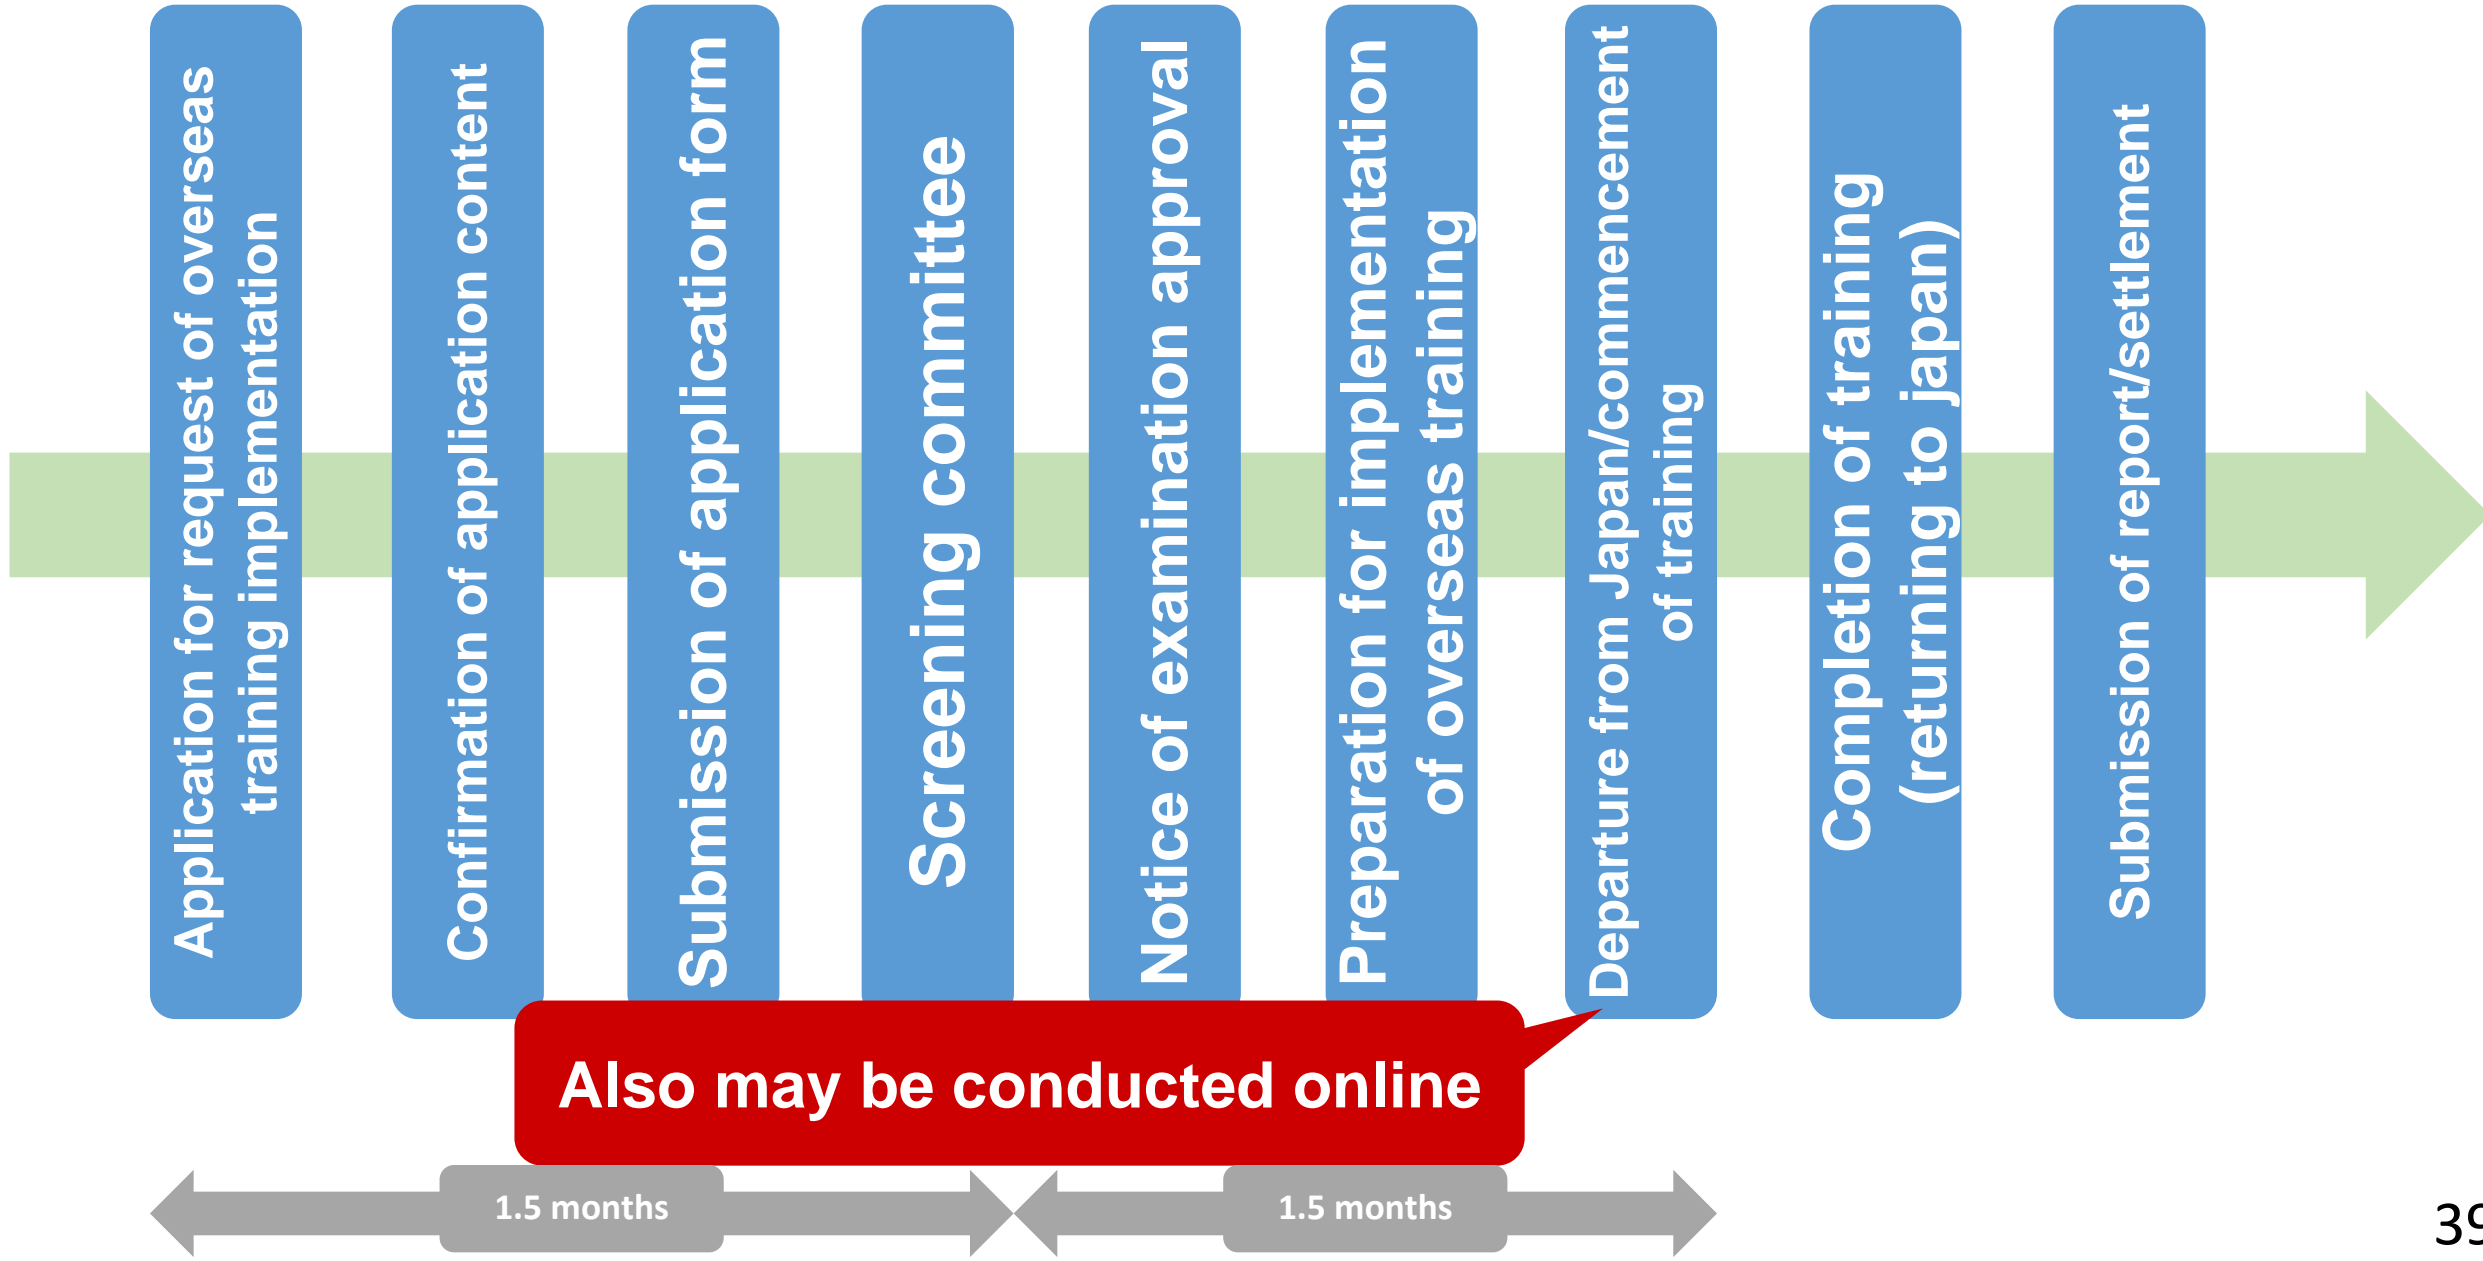 Application for request of overseas
training implementation
Confirmation of application content
Submission of application form
Screening committee
Notice of examination approval
Preparation for implementation
of overseas training
Departure from Japan/commencement
of training
Completion of training
(returning to japan)
Submission of report/settlement
Also may be conducted online
1.5 months
1.5 months
39